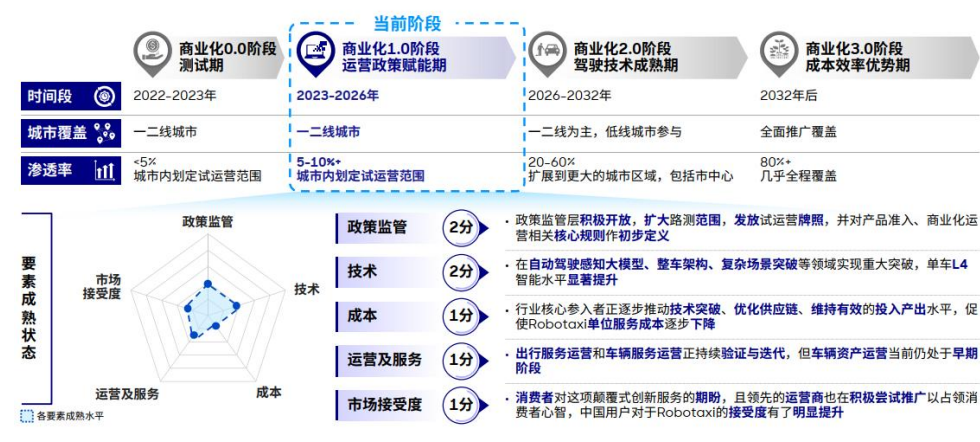 当前阶段
商业化0.0阶段
测试期
商业化1.0阶段
运营政策赋能期
商业化2.0阶段
驾驶技术成熟期
商业化3.0阶段
成本效率优势期
时间段
2022-2023年
2023-2026年
2026-2032年
2032年后
城市覆盖
一二线城市
一二线城市
一二线为主，低线城市参与
全面推广覆盖
渗透率
<5%
城市内划定试运营范围
5-10%+
城市内划定试运营范围
20-60%
扩展到更大的城市区域，包括市中心
80%+
几乎全程覆盖
要素成熟状态
政策监管
技术
成本
运营及服务
市场
接受度
各要素成熟水平
政策监管
2分
• 政策监管层积极开放，扩大路测范围，发放试运营牌照，并对产品准入、商业化运
营相关核心规则作初步定义
技术
2分
• 在自动驾驶感知大模型、整车架构、复杂场景突破等领域实现重大突破，单车L4
智能水平显著提升
成本
1分
• 行业核心参入者正逐步推动技术突破、优化供应链、维持有效的投入产出水平，促
使Robotaxi单位服务成本逐步下降
运营及服务
1分
• 出行服务运营和车辆服务运营正持续验证与迭代，但车辆资产运营当前仍处于早期
阶段
市场接受度
1分
• 消费者对这项颠覆式创新服务的期盼，且领先的运营商也在积极尝试推广以占领消
费者心智，中国用户对于Robotaxi的接受度有了明显提升